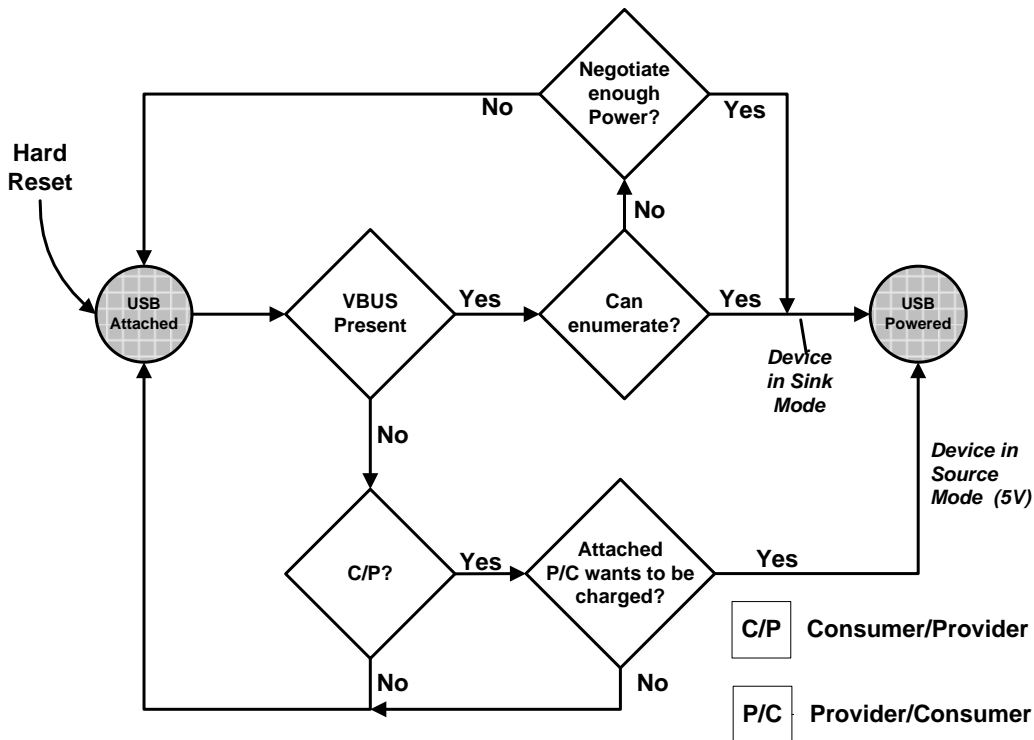 Negotiate
enough
Power?
No
Yes
Hard
Reset
No
USB
Attached
VBUS
Present
Yes
Can
enumerate?
Yes
USB
Powered
Device
in Sink
Mode
No
Device in
Source
Mode (5V)
C/P?
Yes
Attached
P/C wants to be
charged?
Yes
C/P Consumer/Provider
No
No
P/C Provider/Consumer